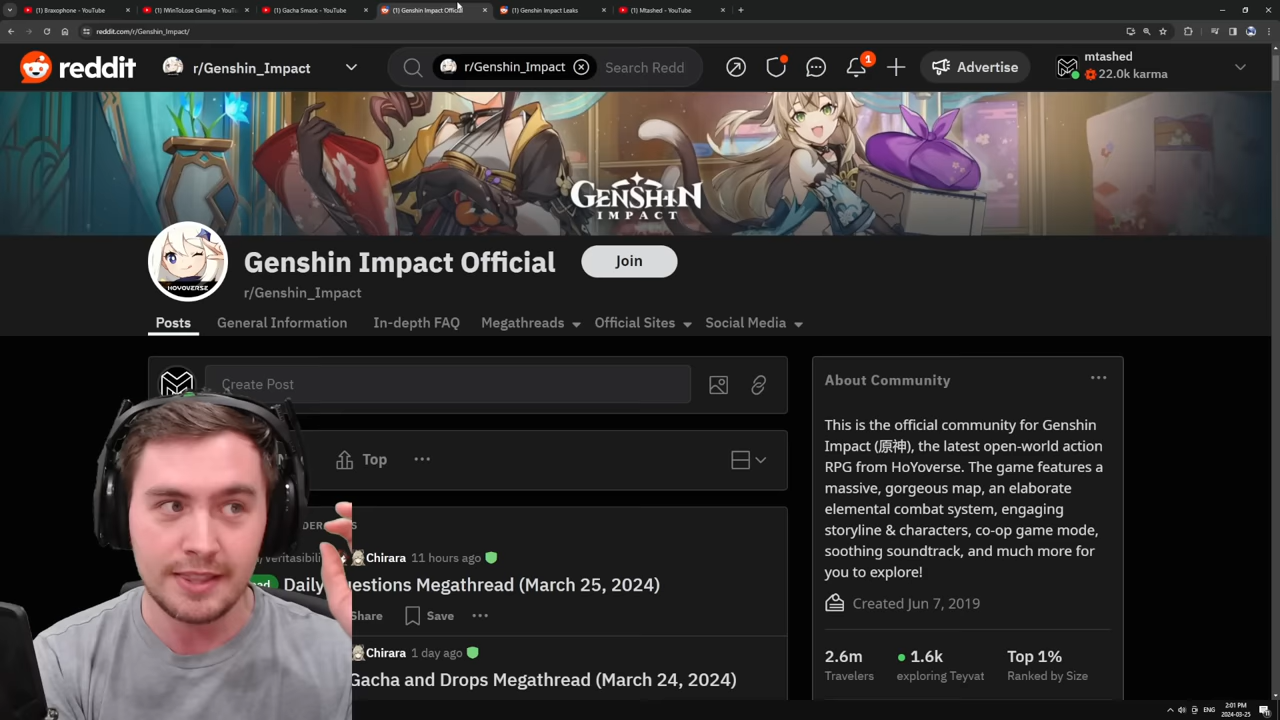 (1) Braxophone - YouTube
(1) IWinToLose Gaming - YouT
(1) Gacha Smack - YouTube
(1) Genshin Impact Official
(1) Genshin Impact Leaks
(1) Mtashed - YouTube
reddit.com/r/Genshin_Impact/
reddit
r/Genshin_Impact
r/Genshin_Impact
Search Redd
1
Advertise
mtashed
22.0k karma
GENSHIN
IMPACT
HOYOVERSE
Genshin Impact Official
Join
r/Genshin_Impact
Posts
General Information
In-depth FAQ
Megathreads
Official Sites
Social Media
Create Post
Top
Chirara 11 hours ago
Daily Questions Megathread (March 25, 2024)
Share
Save
Chirara 1 day ago
Gacha and Drops Megathread (March 24, 2024)
About Community
This is the official community for Genshin
Impact (原神), the latest open-world action
RPG from HoYoverse. The game features a
massive, gorgeous map, an elaborate
elemental combat system, engaging
storyline & characters, co-op game mode,
soothing soundtrack, and much more for
you to explore!
Created Jun 7, 2019
2.6m
Travelers
1.6k
exploring Teyvat
Top 1%
Ranked by Size
ENG
2:01 PM
2024-03-25